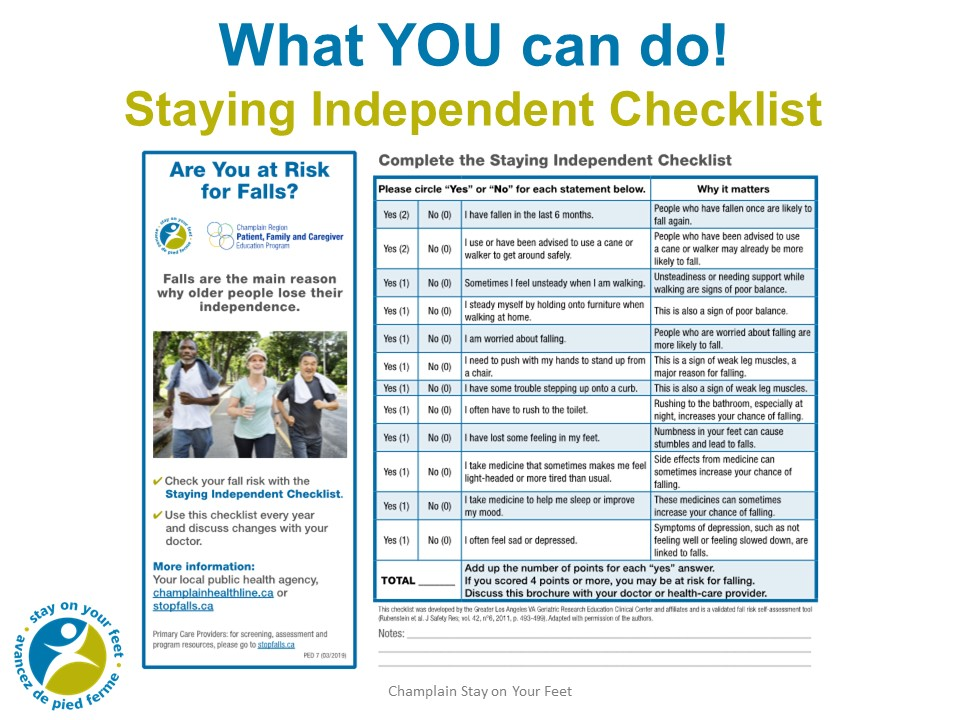 What YOU can do!
Staying Independent Checklist
Are You at Risk
for Falls?
stay on your feet
avancez de pied ferme
Champlain Region
Patient, Family and Caregiver
Education Program
Falls are the main reason
why older people lose their
independence.
✔ Check your fall risk with the
Staying Independent Checklist.
✔ Use this checklist every year
and discuss changes with your
doctor.
More information:
Your local public health agency,
champlainhealthline.ca or
stopfalls.ca
Primary Care Providers: for screening, assessment and
program resources, please go to stopfalls.ca
PED 7 (03/2019)
Complete the Staying Independent Checklist
Please circle “Yes” or “No” for each statement below. Why it matters
Yes (2) No (0) I have fallen in the last 6 months. People who have fallen once are likely to
fall again.
Yes (2) No (0) I use or have been advised to use a cane or
walker to get around safely.
People who have been advised to use
a cane or walker may already be more
likely to fall.
Yes (1) No (0) Sometimes I feel unsteady when I am walking. Unsteadiness or needing support while
walking are signs of poor balance.
Yes (1) No (0) I steady myself by holding onto furniture when
walking at home.
This is also a sign of poor balance.
Yes (1) No (0) I am worried about falling. People who are worried about falling are
more likely to fall.
Yes (1) No (0) I need to push with my hands to stand up from
a chair.
This is a sign of weak leg muscles, a
major reason for falling.
Yes (1) No (0) I have some trouble stepping up onto a curb. This is also a sign of weak leg muscles.
Yes (1) No (0) I often have to rush to the toilet. Rushing to the bathroom, especially at
night, increases your chance of falling.
Yes (1) No (0) I have lost some feeling in my feet. Numbness in your feet can cause
stumbles and lead to falls.
Yes (1) No (0) I take medicine that sometimes makes me feel
light-headed or more tired than usual.
Side effects from medicine can
sometimes increase your chance of
falling.
Yes (1) No (0) I take medicine to help me sleep or improve
my mood.
These medicines can sometimes
increase your chance of falling.
Yes (1) No (0) I often feel sad or depressed. Symptoms of depression, such as not
feeling well or feeling slowed down, are
linked to falls.
TOTAL ______ Add up the number of points for each “yes” answer.
If you scored 4 points or more, you may be at risk for falling.
Discuss this brochure with your doctor or health-care provider.
This checklist was developed by the Greater Los Angeles VA Geriatric Research Education Clinical Center and affiliates and is a validated fall risk self-assessment tool
(Rubenstein et al. J Safety Res; vol. 42, n°6, 2011, p. 493-499). Adapted with permission of the authors.
Notes:
stay on your feet
avancez de pied ferme
Champlain Stay on Your Feet